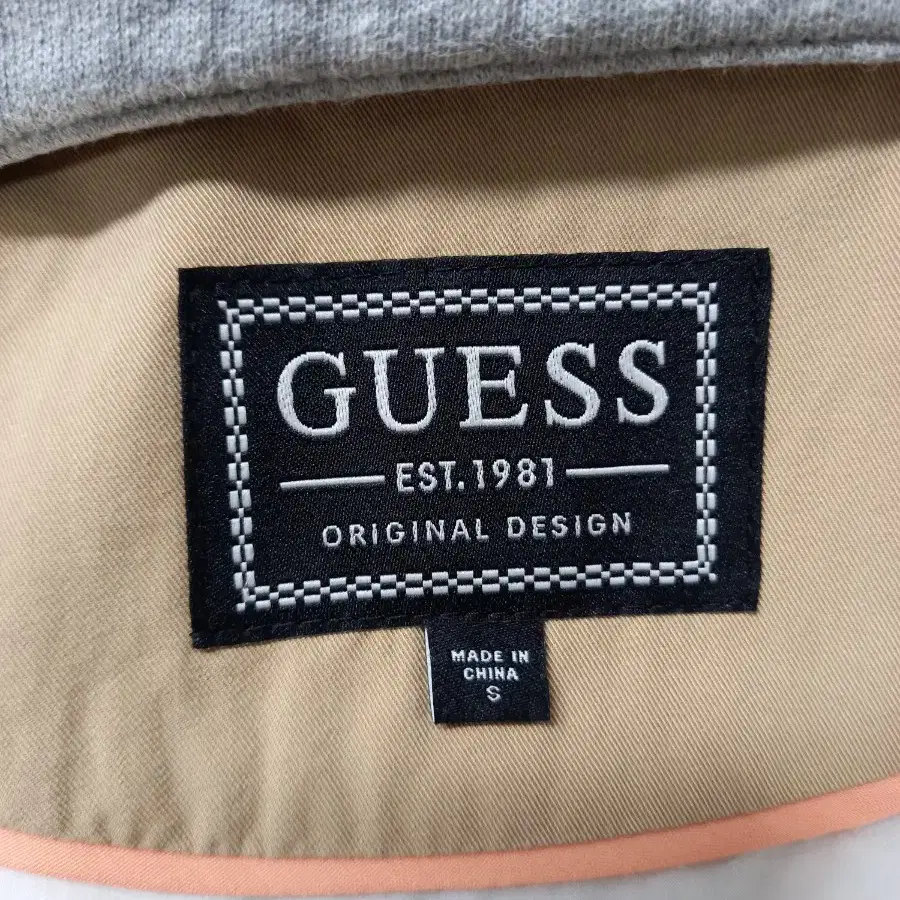 GUESS
EST.1981
ORIGINAL DESIGN
MADE IN
CHINA
S